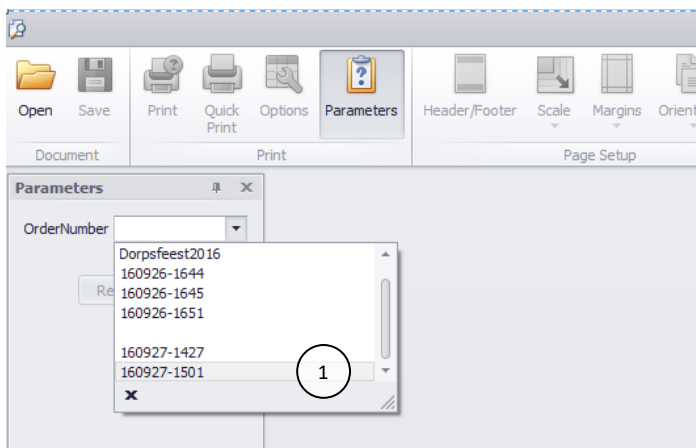 Open Save Print Quick Print Options Parameters Header/Footer Scale Margins Orient
Document Print Page Setup
Parameters
OrderNumber
Dorpsfeest2016
160926-1644
Re 160926-1645
160926-1651
160927-1427
160927-1501
1
x